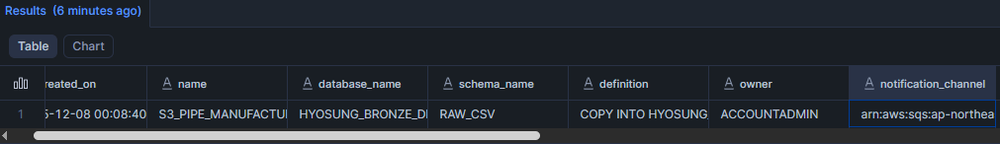 Results (6 minutes ago)
Table Chart
reated_on A name A database_name A schema_name A definition A owner A notification_channel
1 5-12-08 00:08:40 S3_PIPE_MANUFACTU HYOSUNG_BRONZE_D RAW_CSV COPY INTO HYOSUNG_ ACCOUNTADMIN arn:aws:sqs:ap-northea